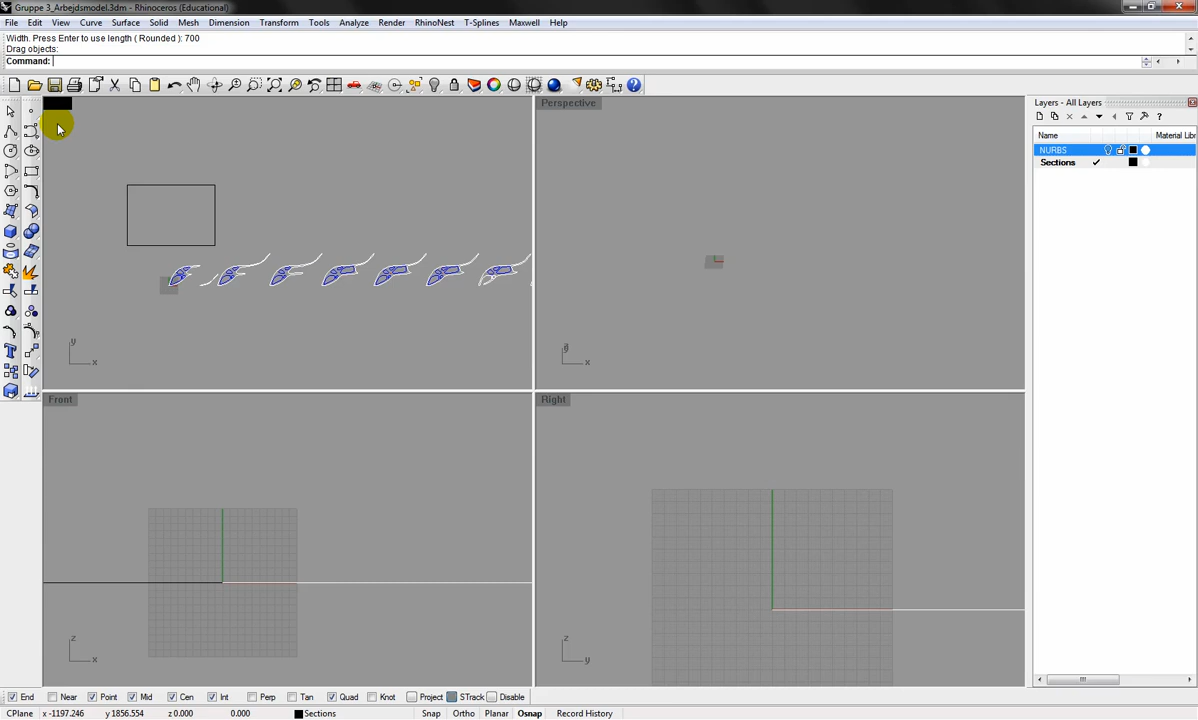 Gruppe 3_Arbejdsmodel.3dm - Rhinoceros (Educational)
File Edit View Curve Surface Solid Mesh Dimension Transform Tools Analyze Render RhinoNest T-Splines MaxWell Help
Width. Press Enter to use length ( Rounded ): 700
Drag objects:
Command:
Perspective
Layers - All Layers
Name Material Libr
NURBS
Sections
y
x
z
x
Front
Right
z
x
z
y
End Near Point Mid Cen Int Perp Tan Quad Knot Project STrack Disable
CPlane x -1197.246 y 1856.554 z 0.000 0.000 Sections Snap Ortho Planar Osnap Record History